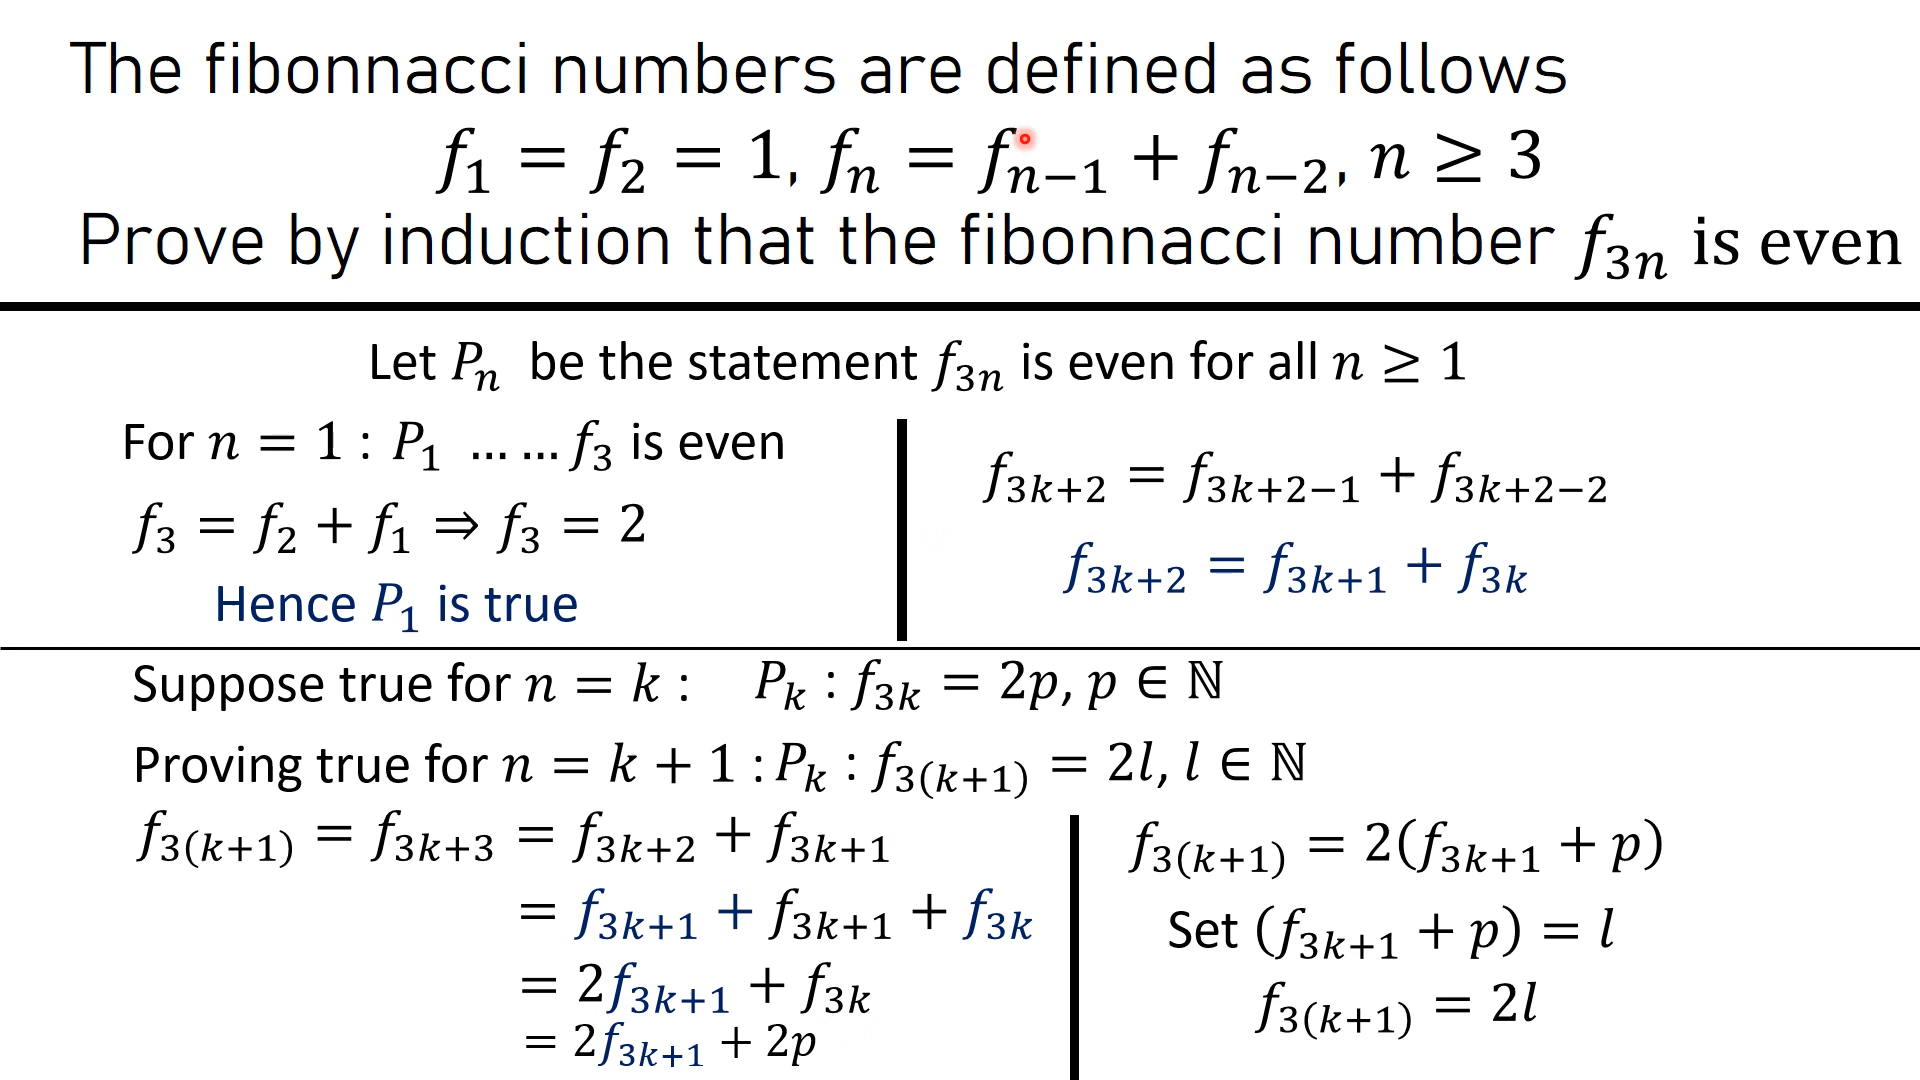 The fibonnacci numbers are defined as follows
f₁ = f₂ = 1, fₙ = fₙ₋₁ + fₙ₋₂, n ≥ 3
Prove by induction that the fibonnacci number f₃ₙ is even
Let Pₙ be the statement f₃ₙ is even for all n ≥ 1
For n = 1 : P₁ … … f₃ is even
f₃ = f₂ + f₁ ⇒ f₃ = 2
Hence P₁ is true
f₃ₖ₊₂ = f₃ₖ₊₂₋₁ + f₃ₖ₊₂₋₂
f₃ₖ₊₂ = f₃ₖ₊₁ + f₃ₖ
Suppose true for n = k : Pₖ : f₃ₖ = 2p, p ∈ ℕ
Proving true for n = k + 1 : Pₖ : f₃₍ₖ₊₁₎ = 2l, l ∈ ℕ
f₃₍ₖ₊₁₎ = f₃ₖ₊₃ = f₃ₖ₊₂ + f₃ₖ₊₁
= f₃ₖ₊₁ + f₃ₖ₊₁ + f₃ₖ
= 2f₃ₖ₊₁ + f₃ₖ
= 2f₃ₖ₊₁ + 2p
f₃₍ₖ₊₁₎ = 2(f₃ₖ₊₁ + p)
Set (f₃ₖ₊₁ + p) = l
f₃₍ₖ₊₁₎ = 2l